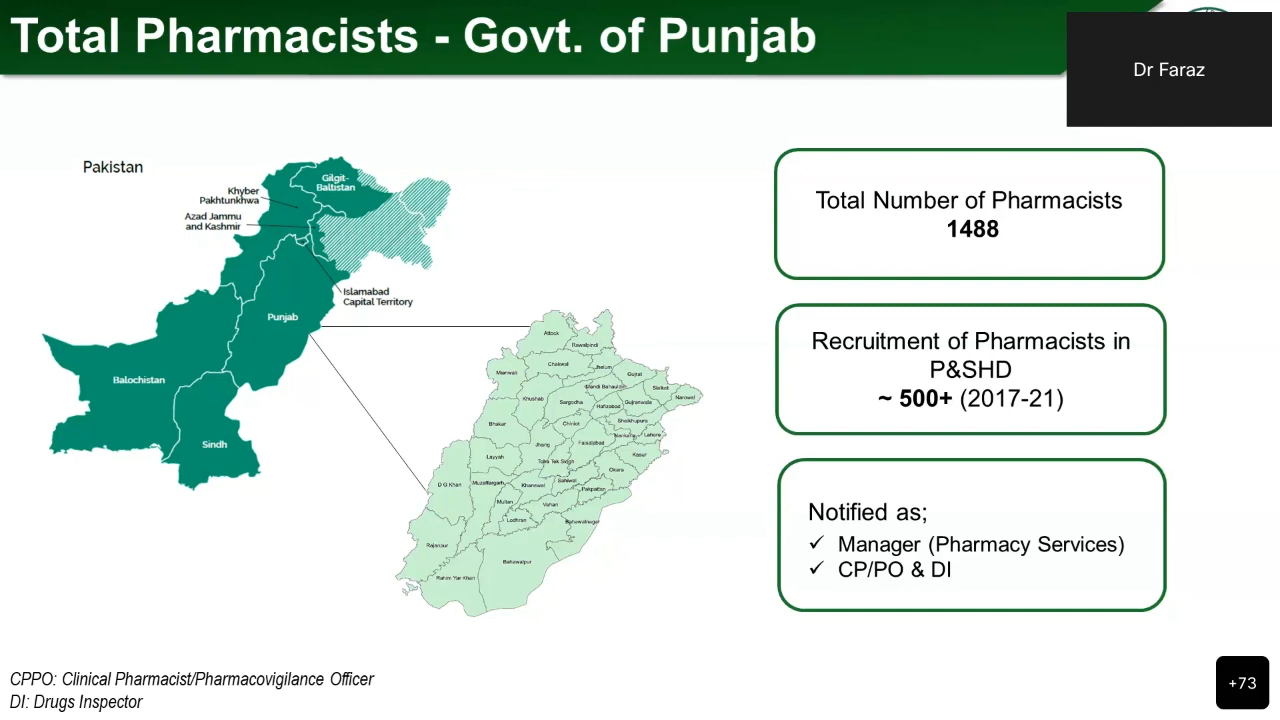 Total Pharmacists - Govt. of Punjab
Dr Faraz
Pakistan
Gilgit-
Baltistan
Khyber
Pakhtunkhwa
Azad Jammu
and Kashmir
Islamabad
Capital Territory
Punjab
Balochistan
Sindh
Attock
Rawalpindi
Chakwal
Jhelum
Gujrat
Mianwali
Mandi Bahauldin
Sialkot
Khushab
Sargodha
Hafizabad
Gujranwala
Narowal
Bhakar
Chiniot
Sheikhupura
Lahore
Jhang
Faisalabad
Kasur
Layyah
Toba Tek Singh
Okara
D G Khan
Muzaffargarh
Khanewal
Sahiwal
Pakpattan
Multan
Vehari
Lodhran
Bahawalnagar
Rajanpur
Bahawalpur
Rahim Yar Khan
Total Number of Pharmacists
1488
Recruitment of Pharmacists in
P&SHD
~ 500+ (2017-21)
Notified as;
✓ Manager (Pharmacy Services)
✓ CP/PO & DI
CPPO: Clinical Pharmacist/Pharmacovigilance Officer
DI: Drugs Inspector
+73